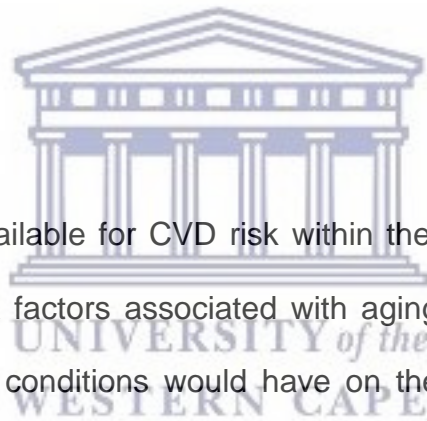 ailable for CVD risk within the
factors associated with aging
UNIVERSITY of the
conditions would have on the
WESTERN CAPE